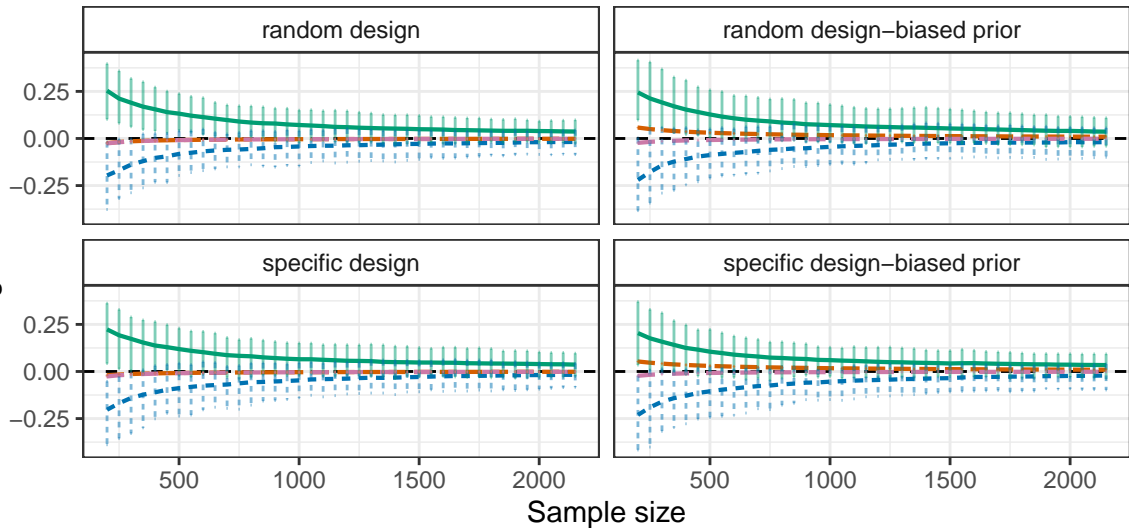 random design
random design−biased prior
0.25
0.00
−0.25
specific design
specific design−biased prior
0.25
0.00
−0.25
500
1000
1500
2000
500
1000
1500
2000
Sample size